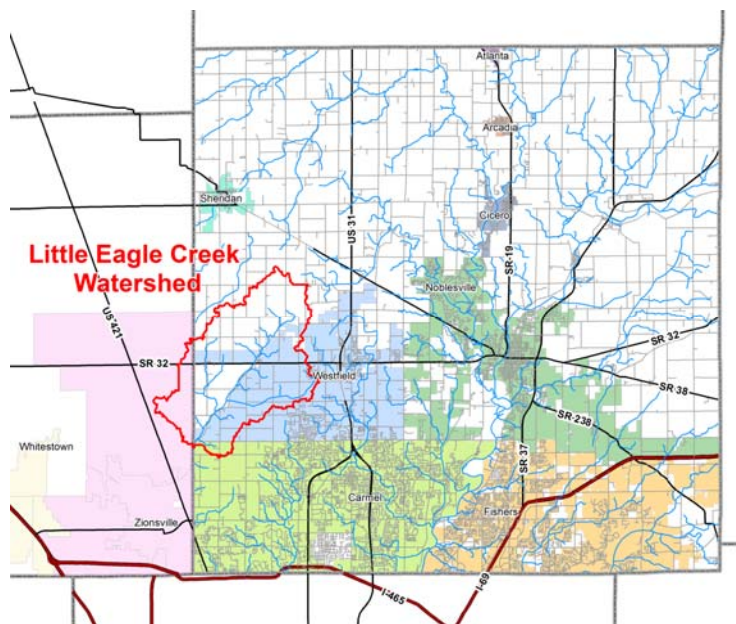 Atlanta
Arcadia
Sheridan
Cicero
US 31
SR-19
Little Eagle Creek
Watershed
Noblesville
US 421
SR 32
SR 32
Westfield
SR 38
SR-238
Whitestown
SR 37
Carmel
Zionsville
Fishers
I-465
I-69